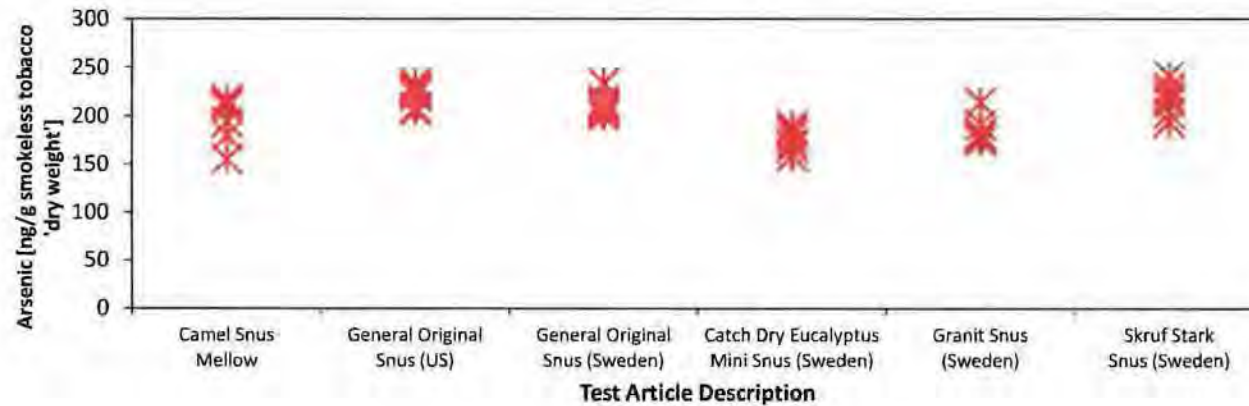 300
250
200
150
100
50
0
Arsenic [ng/g smokeless tobacco
'dry weight']
Camel Snus
Mellow
General Original
Snus (US)
General Original
Snus (Sweden)
Catch Dry Eucalyptus
Mini Snus (Sweden)
Granit Snus
(Sweden)
Skruf Stark
Snus (Sweden)
Test Article Description